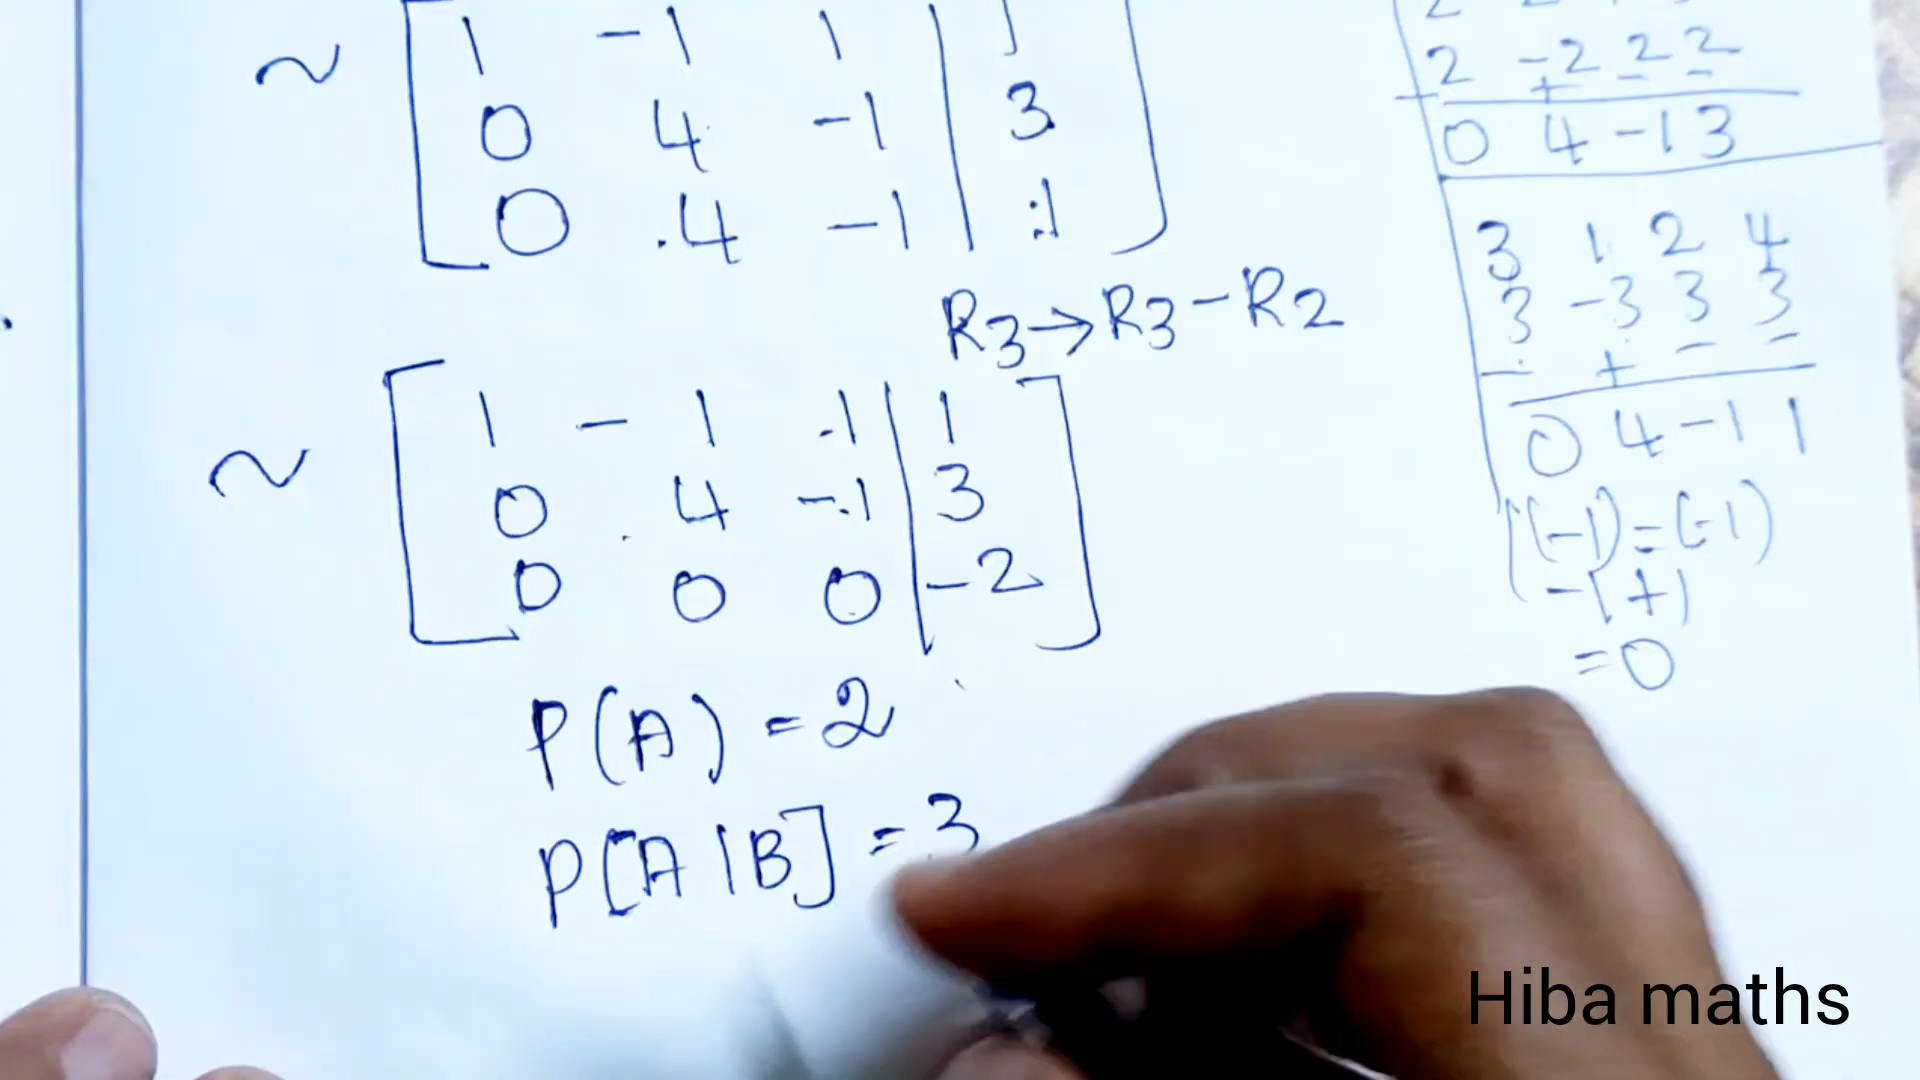 ~ [ 1 -1 1 | 1
0 4 -1 | 3
0 .4 -1 | :1 ]
R3→R3-R2
~ [ 1 -1 .1 | 1
0 .4 -.1 | 3
0 0 0 | -2 ]
P(A) = 2
P[A|B] = 3
2 -2 2 2
- + - -
0 4 -1 3
3 1 2 4
3 -3 3 3
- + - -
0 4 -1 1
(-1)=(-1)
-1+1
=0
Hiba maths